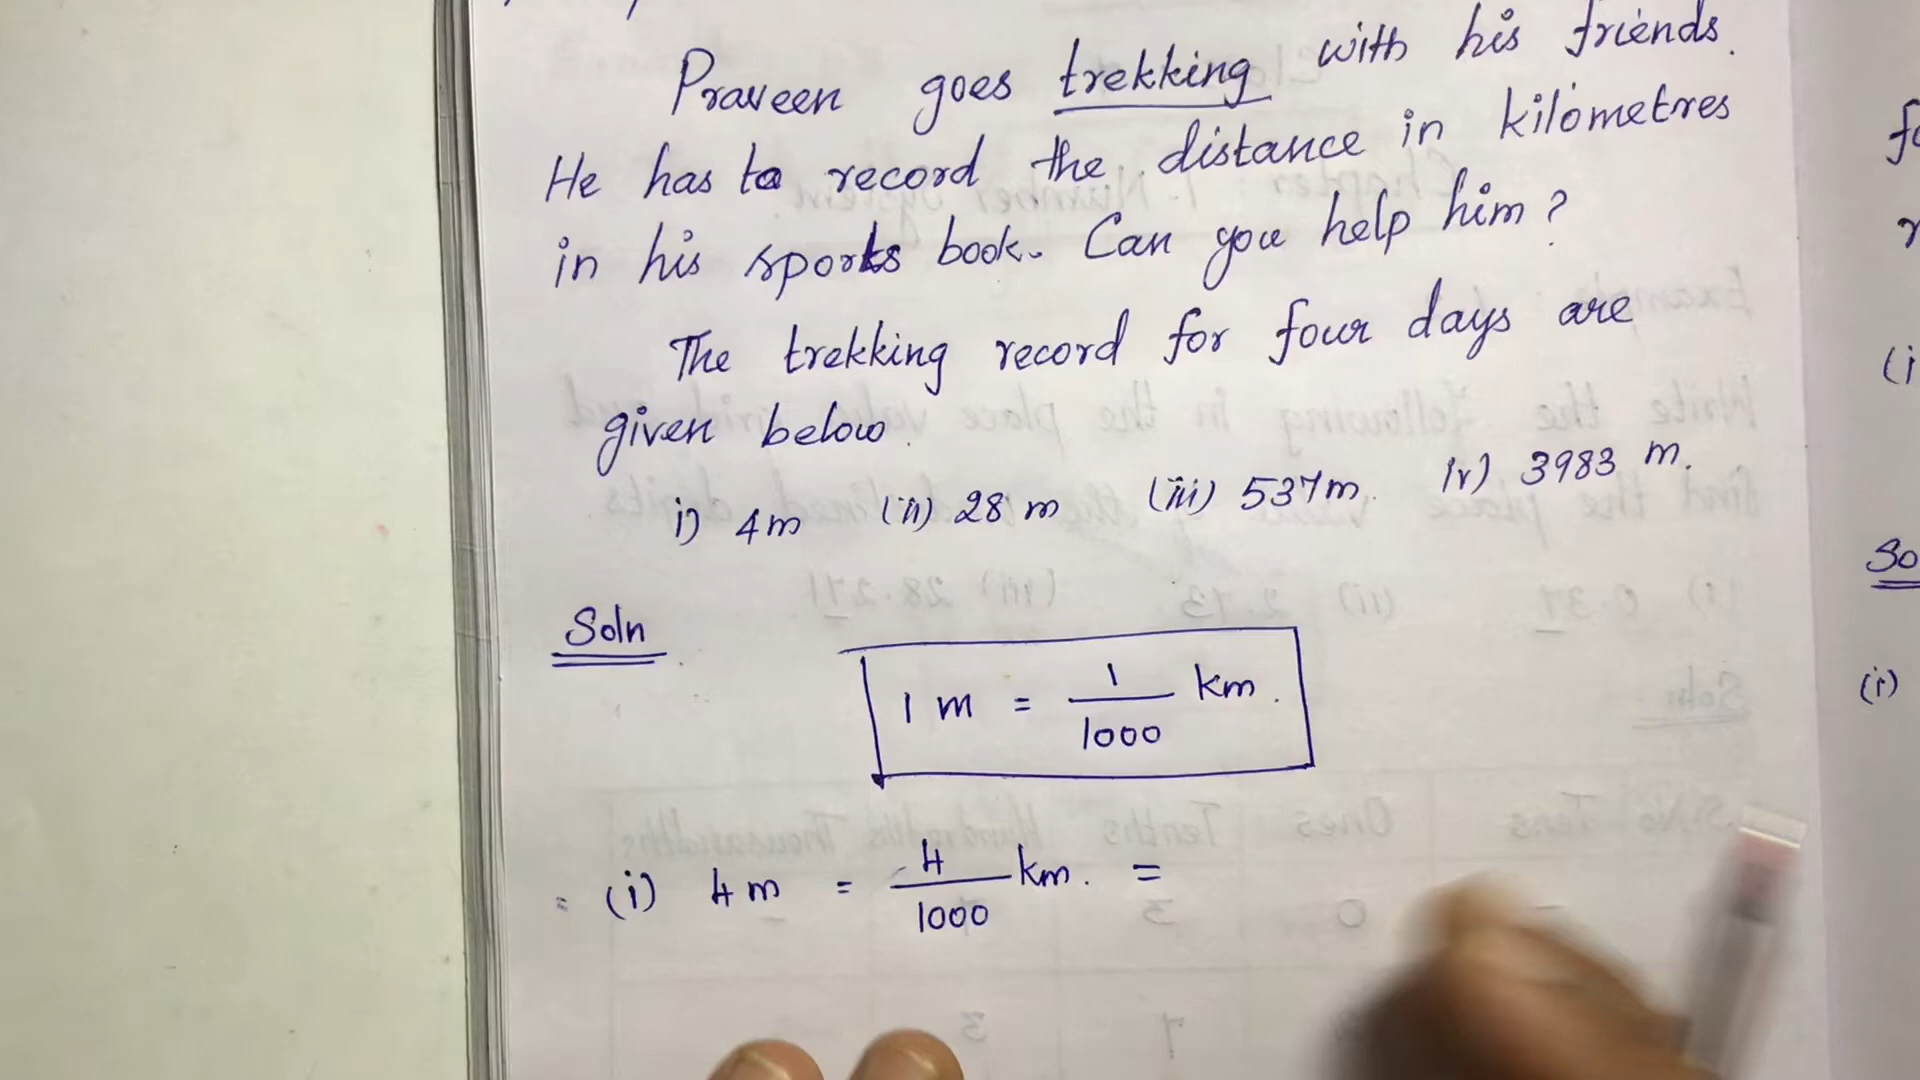 Praveen goes trekking with his friends.
He has to record the distance in kilometres
in his sports book. Can you help him?
The trekking record for four days are
given below.
i) 4m (ii) 28 m (iii) 537m. iv) 3983 m.
Soln
1 m = 1/1000 km.
= (i) 4m = 4/1000 km. =
So
(i)